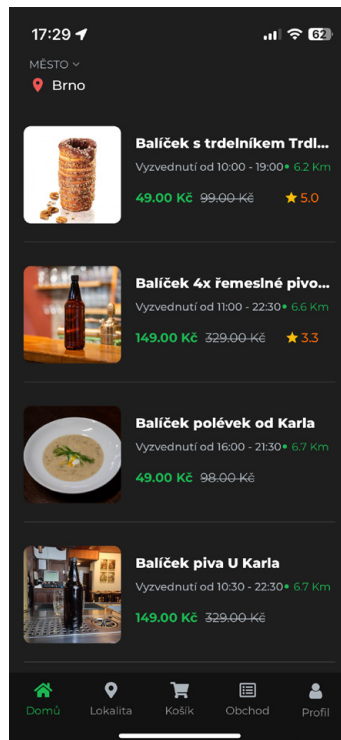 17:29
62
MĚSTO
Brno
Balíček s trdelníkem Trdl...
Vyzvednutí od 10:00 - 19:00 • 6.2 Km
49.00 Kč 99.00 Kč 5.0
Balíček 4x řemeslné pivo...
Vyzvednutí od 11:00 - 22:30 • 6.6 Km
149.00 Kč 329.00 Kč 3.3
Balíček polévek od Karla
Vyzvednutí od 16:00 - 21:30 • 6.7 Km
49.00 Kč 98.00 Kč
Balíček piva U Karla
Vyzvednutí od 10:30 - 22:30 • 6.7 Km
149.00 Kč 329.00 Kč
Domů Lokalita Košík Obchod Profil